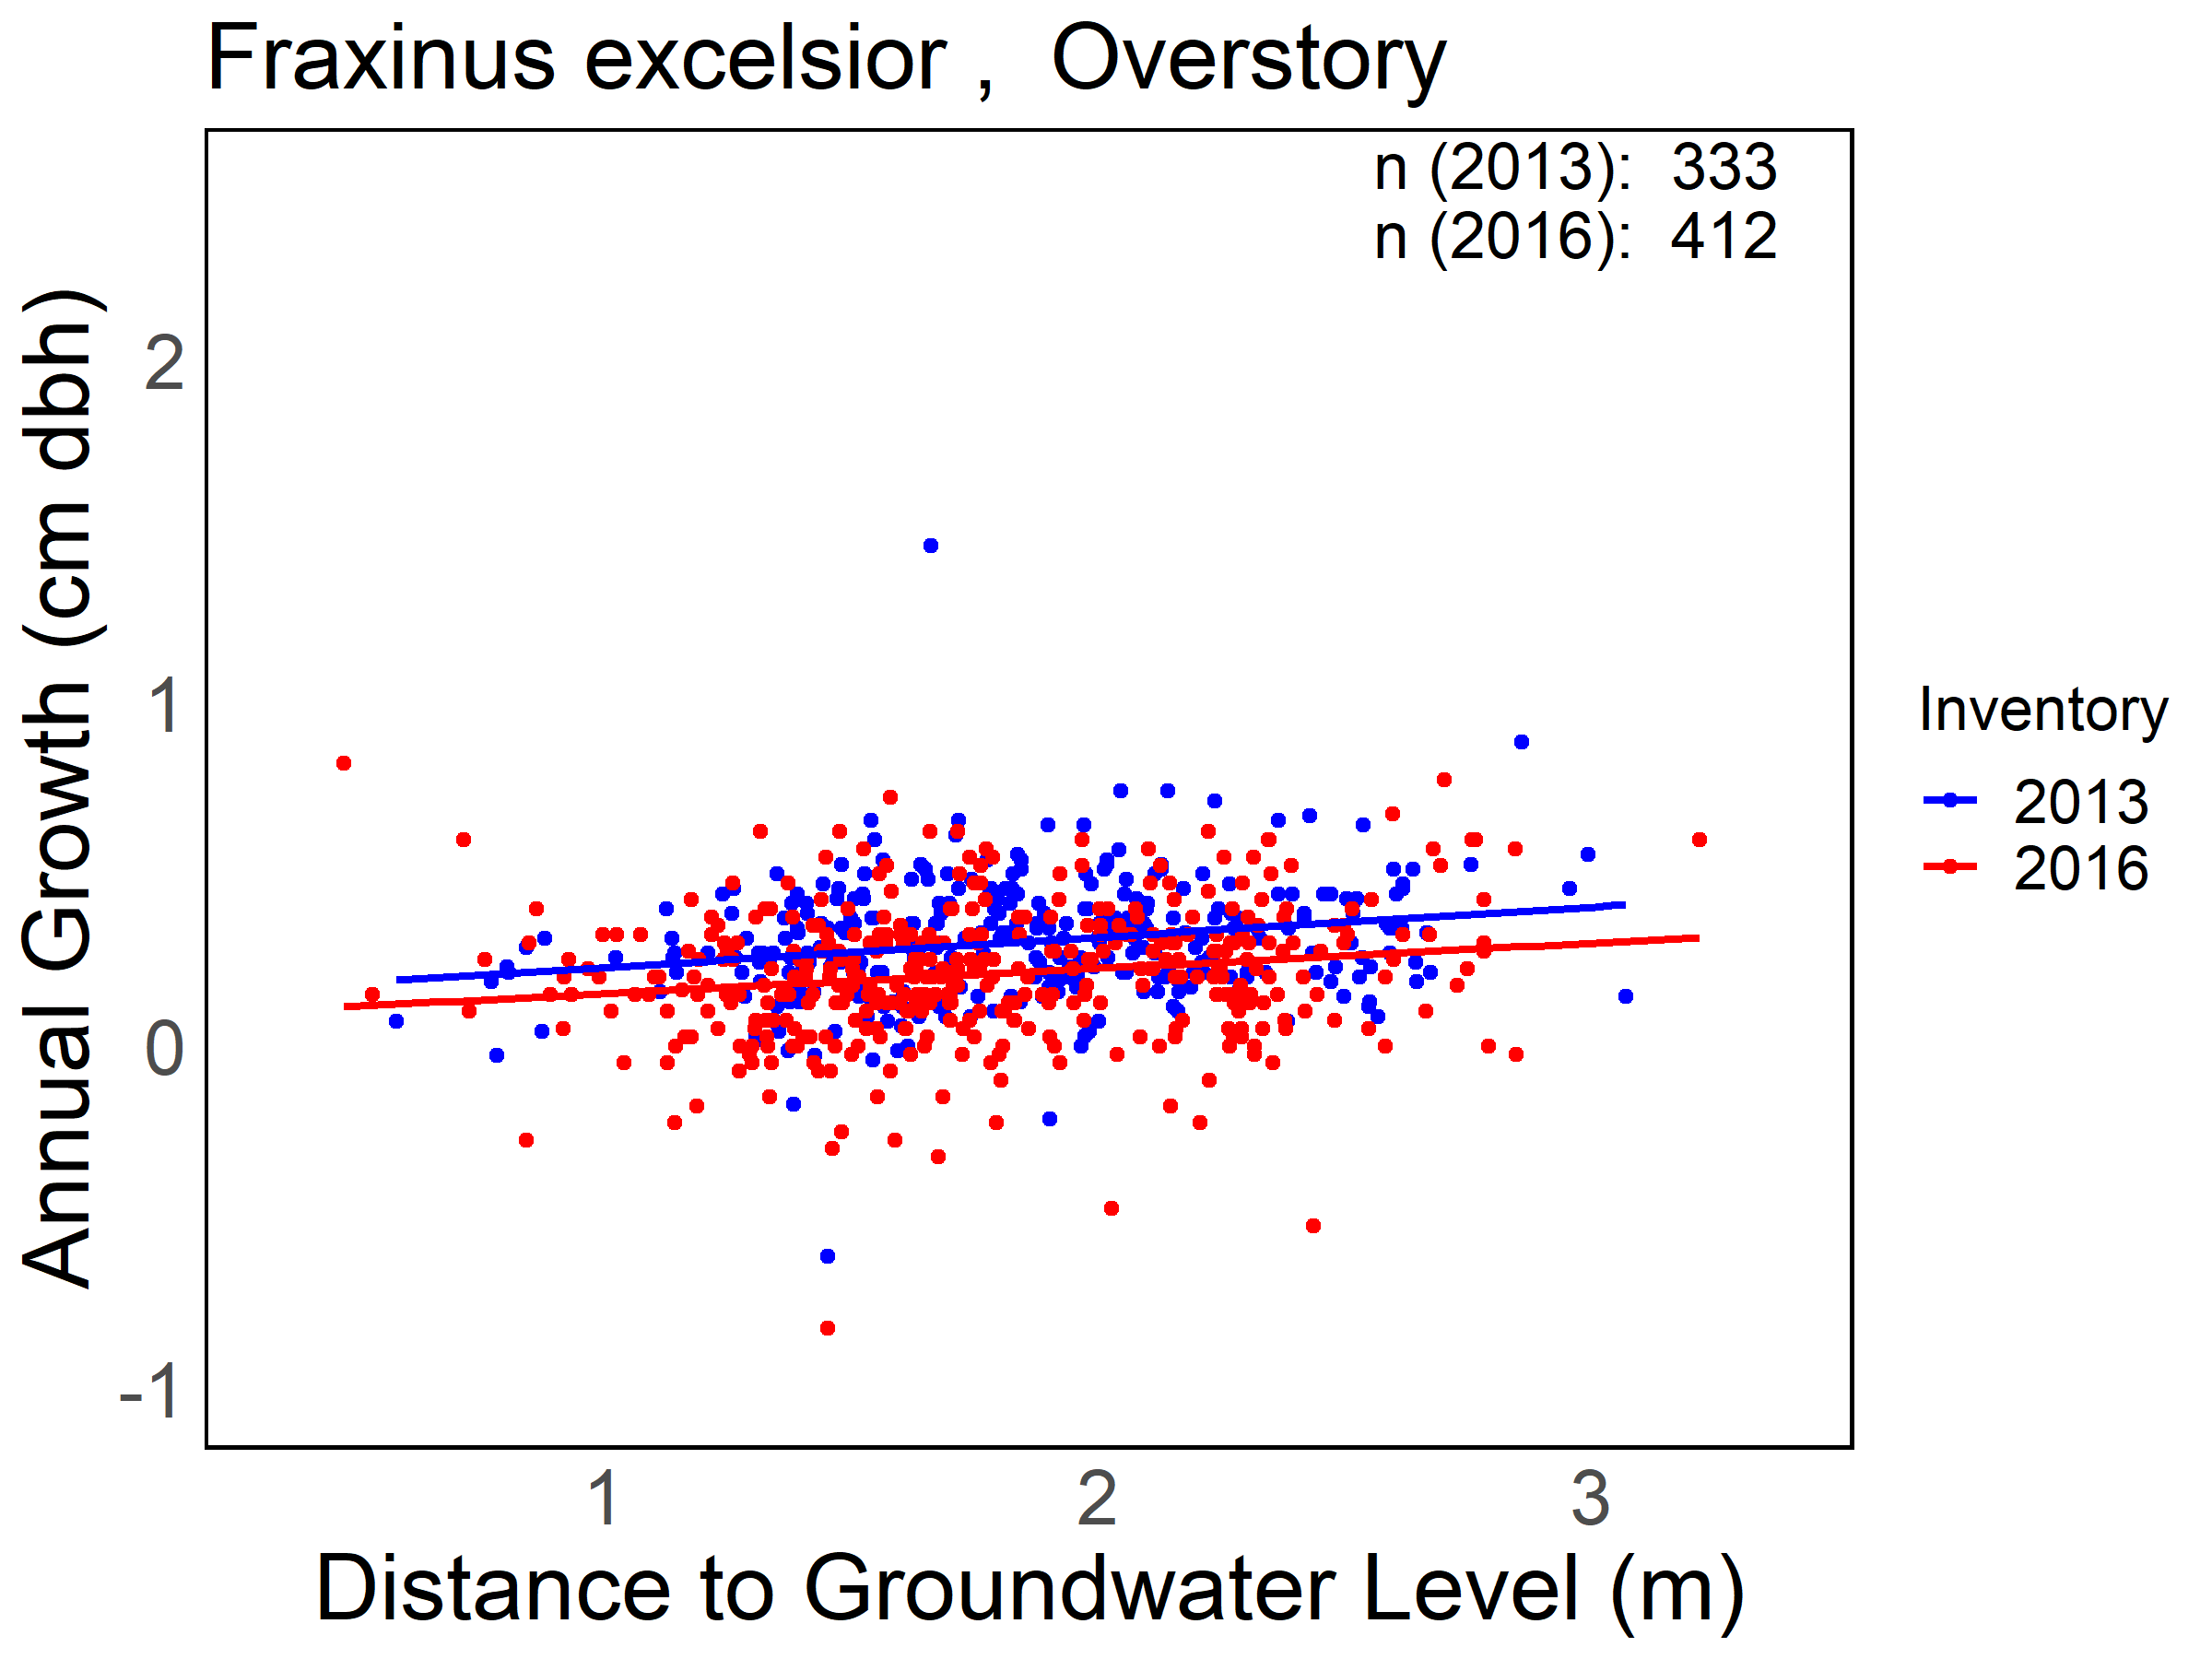 Fraxinus excelsior ,  Overstory
n (2013):  333
n (2016):  412
Annual Growth (cm dbh)
2
1
0
-1
1 2 3
Distance to Groundwater Level (m)
Inventory
2013
2016